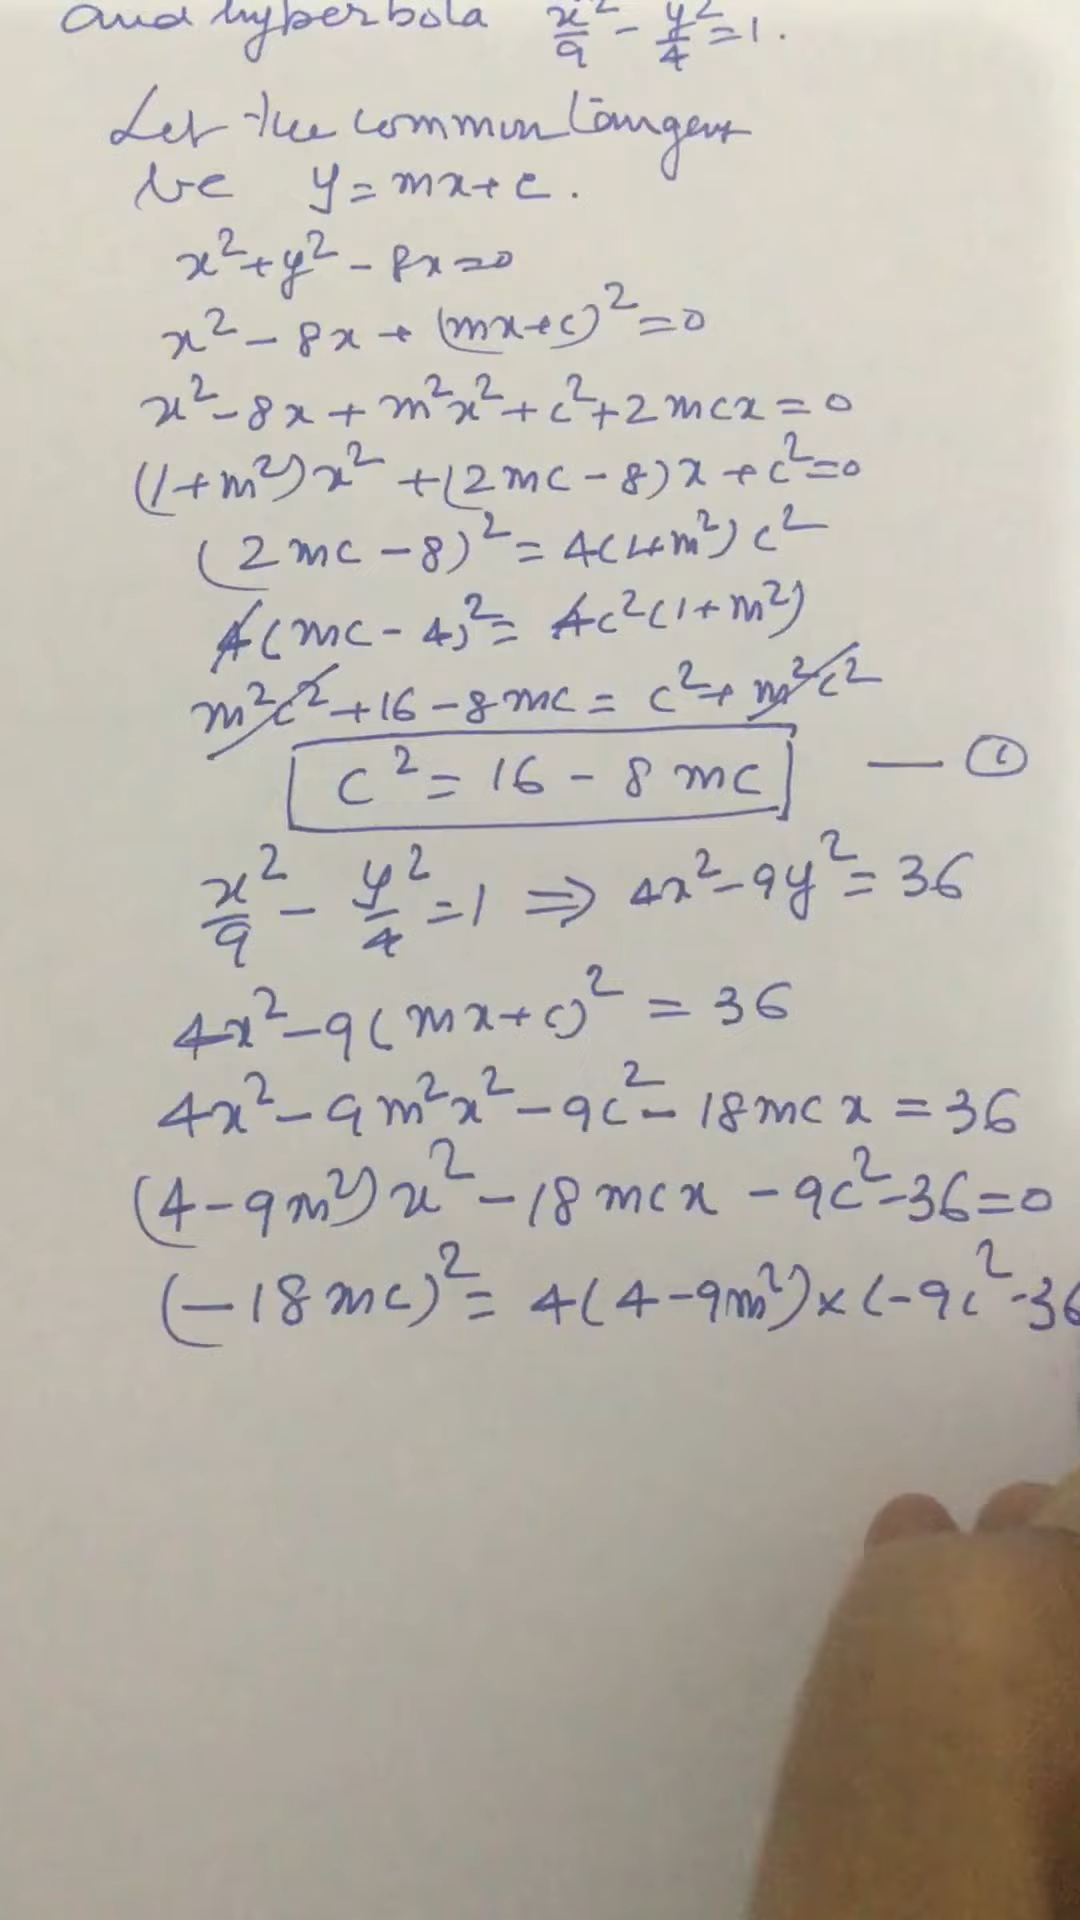 and hyperbola x²/9 - y²/4 = 1.
Let the common tangent
be y = mx + c.
x² + y² - 8x = 0
x² - 8x + (mx + c)² = 0
x² - 8x + m²x² + c² + 2mcx = 0
(1 + m²)x² + (2mc - 8)x + c² = 0
(2mc - 8)² = 4(1 + m²)c²
4(mc - 4)² = 4c²(1 + m²)
m²c² + 16 - 8mc = c² + m²c²
c² = 16 - 8mc — ①
x²/9 - y²/4 = 1 ⇒ 4x² - 9y² = 36
4x² - 9(mx + c)² = 36
4x² - 9m²x² - 9c² - 18mcx = 36
(4 - 9m²)x² - 18mcx - 9c² - 36 = 0
(-18mc)² = 4(4 - 9m²) × (-9c² - 36